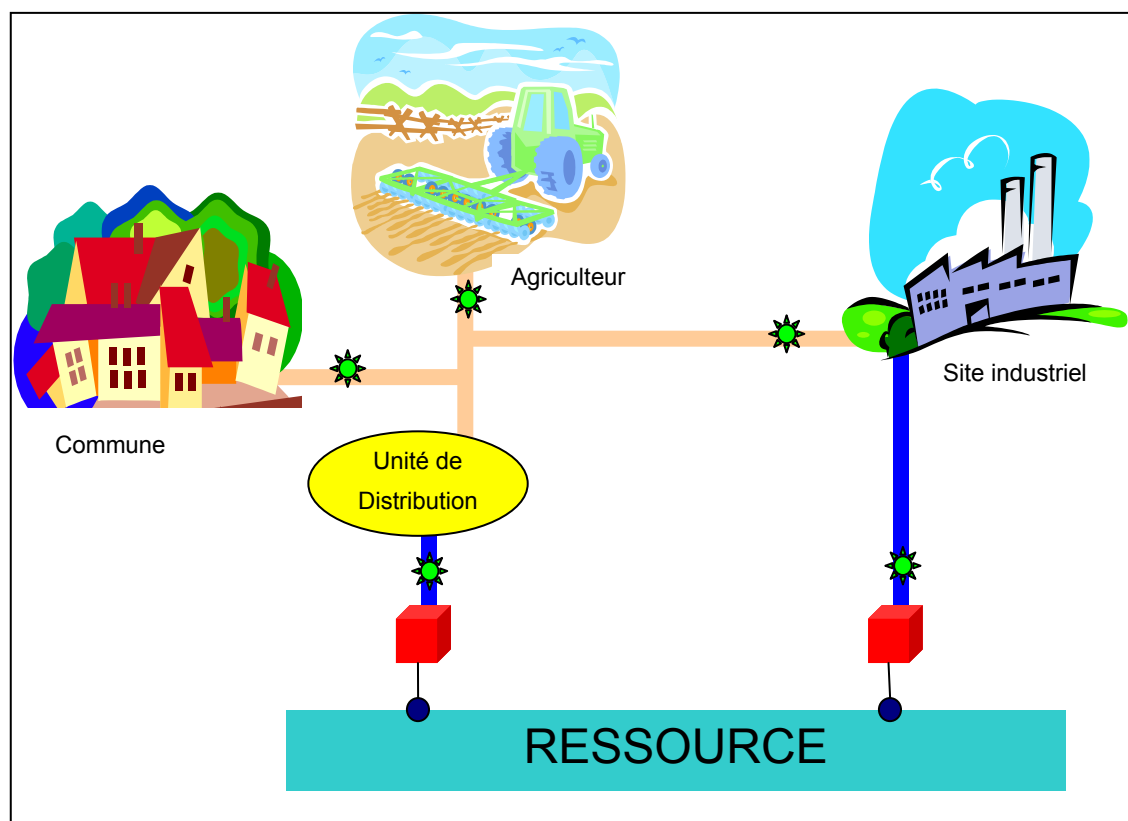 Agriculteur
Site industriel
Commune
Unité de
Distribution
RESSOURCE